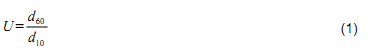 U = d₆₀ / d₁₀ (1)